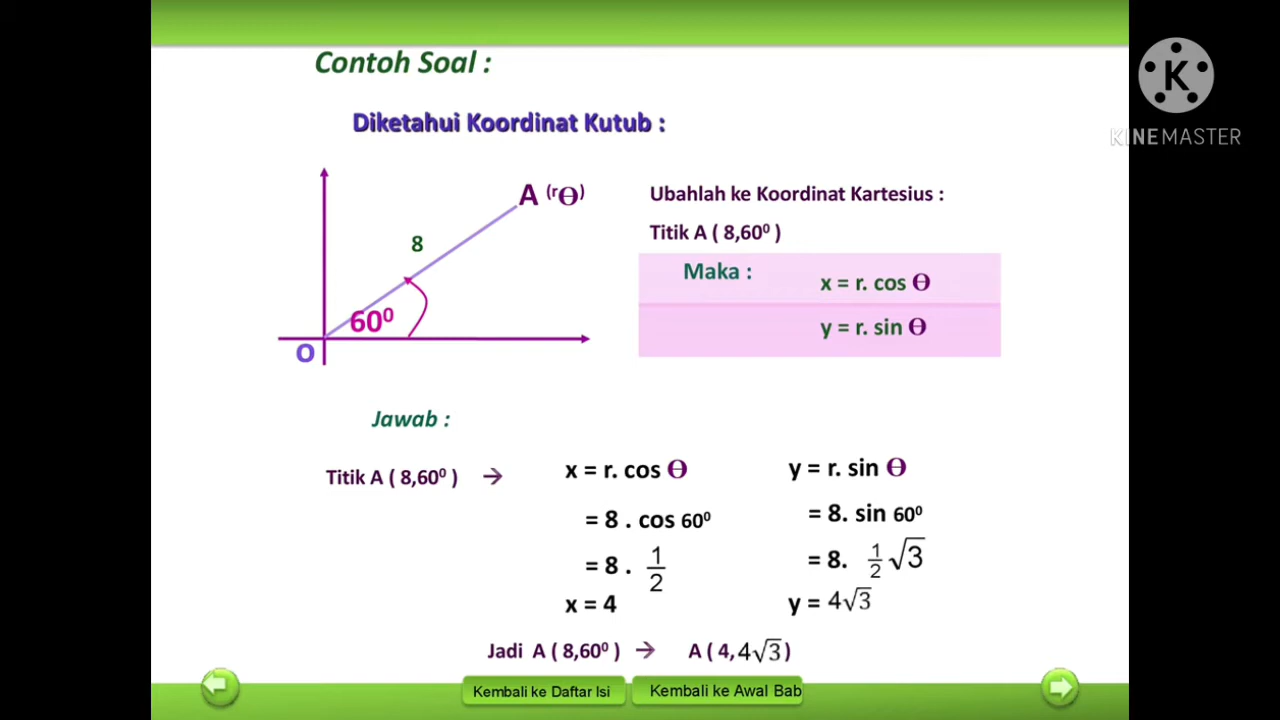 Contoh Soal :
Diketahui Koordinat Kutub :
A (rϴ)
8
60⁰
O
Ubahlah ke Koordinat Kartesius :
Titik A ( 8,60⁰ )
Maka :
x = r. cos ϴ
y = r. sin ϴ
K
KINEMASTER
Jawab :
Titik A ( 8,60⁰ ) →
x = r. cos ϴ
= 8 . cos 60⁰
= 8 . 1/2
x = 4
y = r. sin ϴ
= 8. sin 60⁰
= 8. 1/2 √3
y = 4√3
Jadi A ( 8,60⁰ ) → A ( 4, 4√3 )
Kembali ke Daftar Isi
Kembali ke Awal Bab